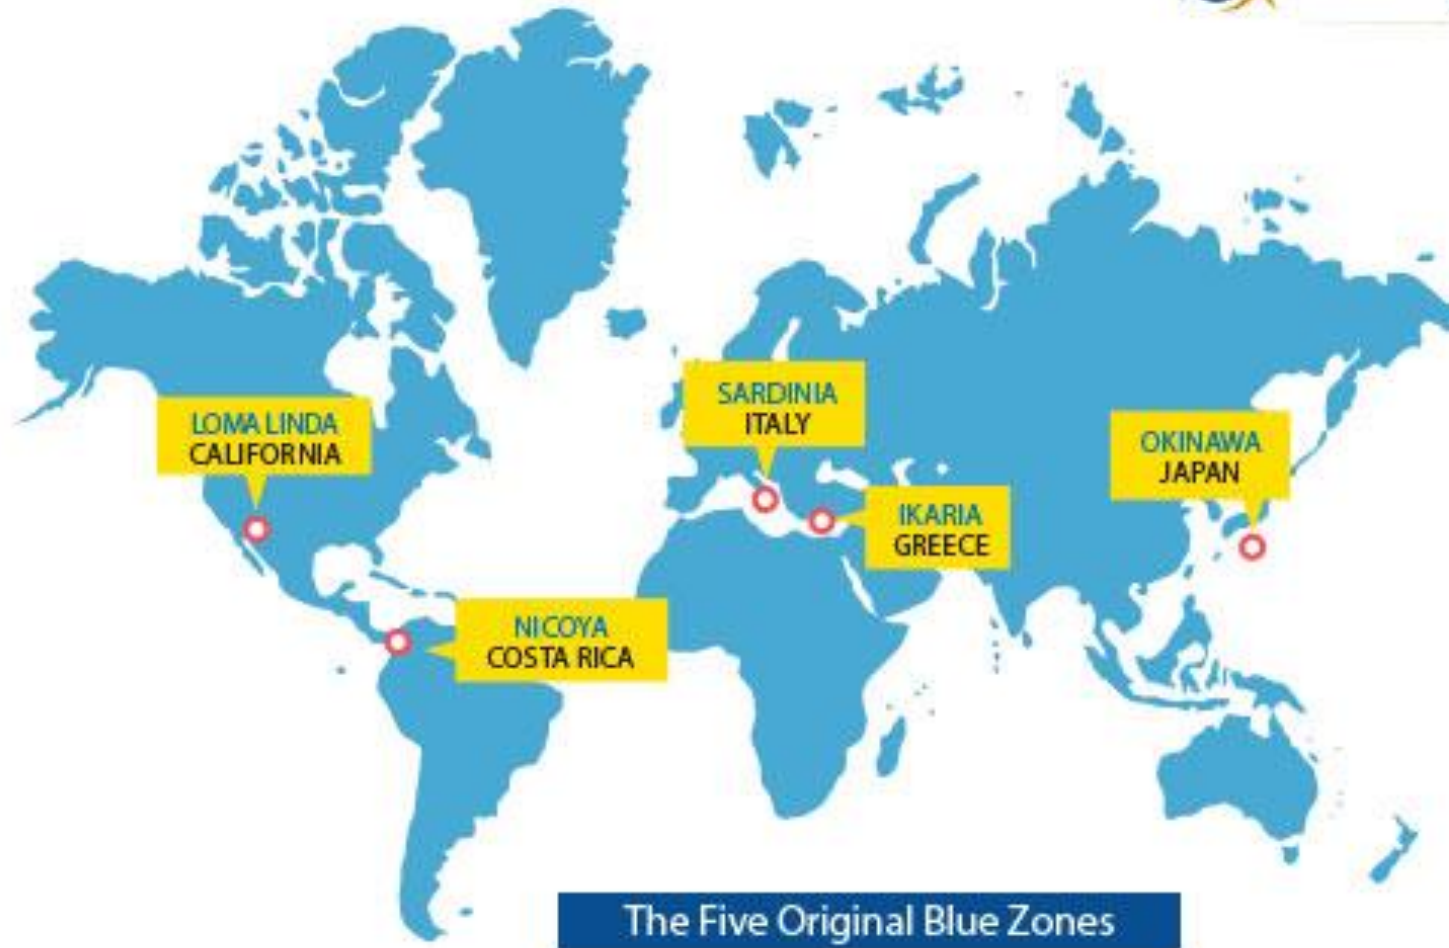 SARDINIA
ITALY
LOMA LINDA
CALIFORNIA
OKINAWA
JAPAN
IKARIA
GREECE
NICOYA
COSTA RICA
The Five Original Blue Zones